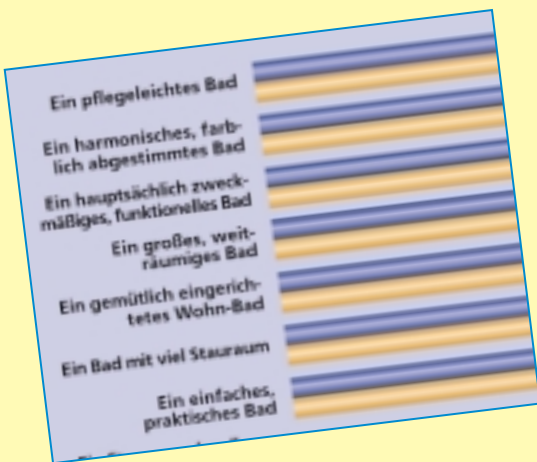 Ein pflegeleichtes Bad
Ein harmonisches, farb-
lich abgestimmtes Bad
Ein hauptsächlich zweck-
mäßiges, funktionelles Bad
Ein großes, weit-
räumiges Bad
Ein gemütlich eingerich-
tetes Wohn-Bad
Ein Bad mit viel Stauraum
Ein einfaches,
praktisches Bad